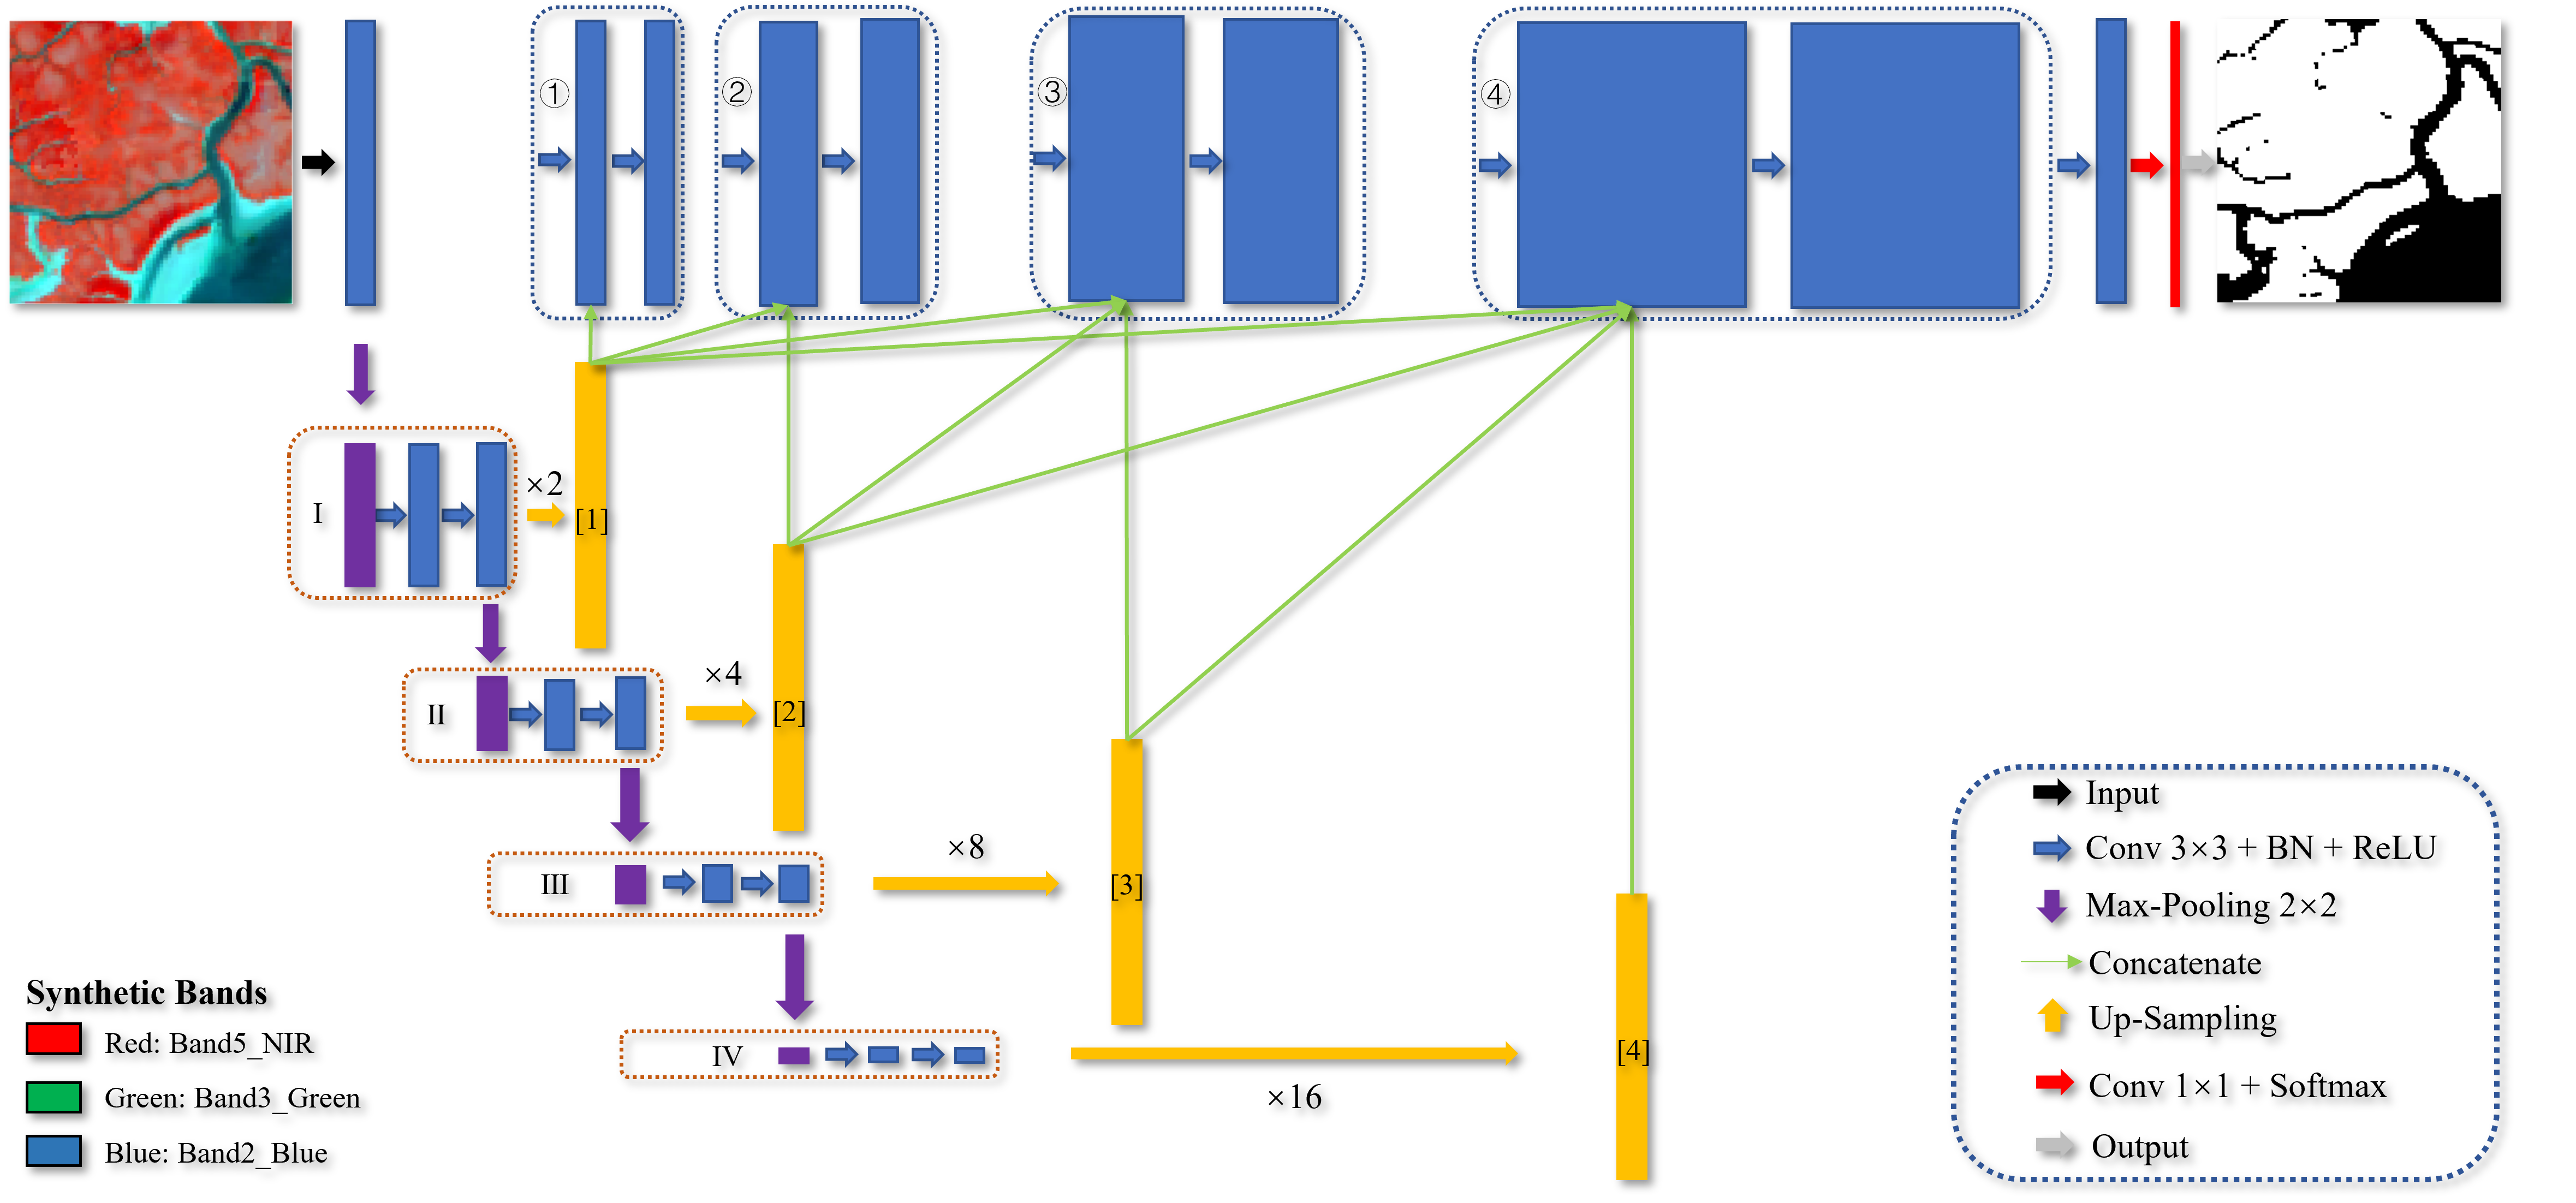 ①
②
③
④
I
×2
[1]
II
×4
[2]
III
×8
[3]
IV
×16
[4]
Synthetic Bands
Red: Band5_NIR
Green: Band3_Green
Blue: Band2_Blue
Input
Conv 3×3 + BN + ReLU
Max-Pooling 2×2
Concatenate
Up-Sampling
Conv 1×1 + Softmax
Output